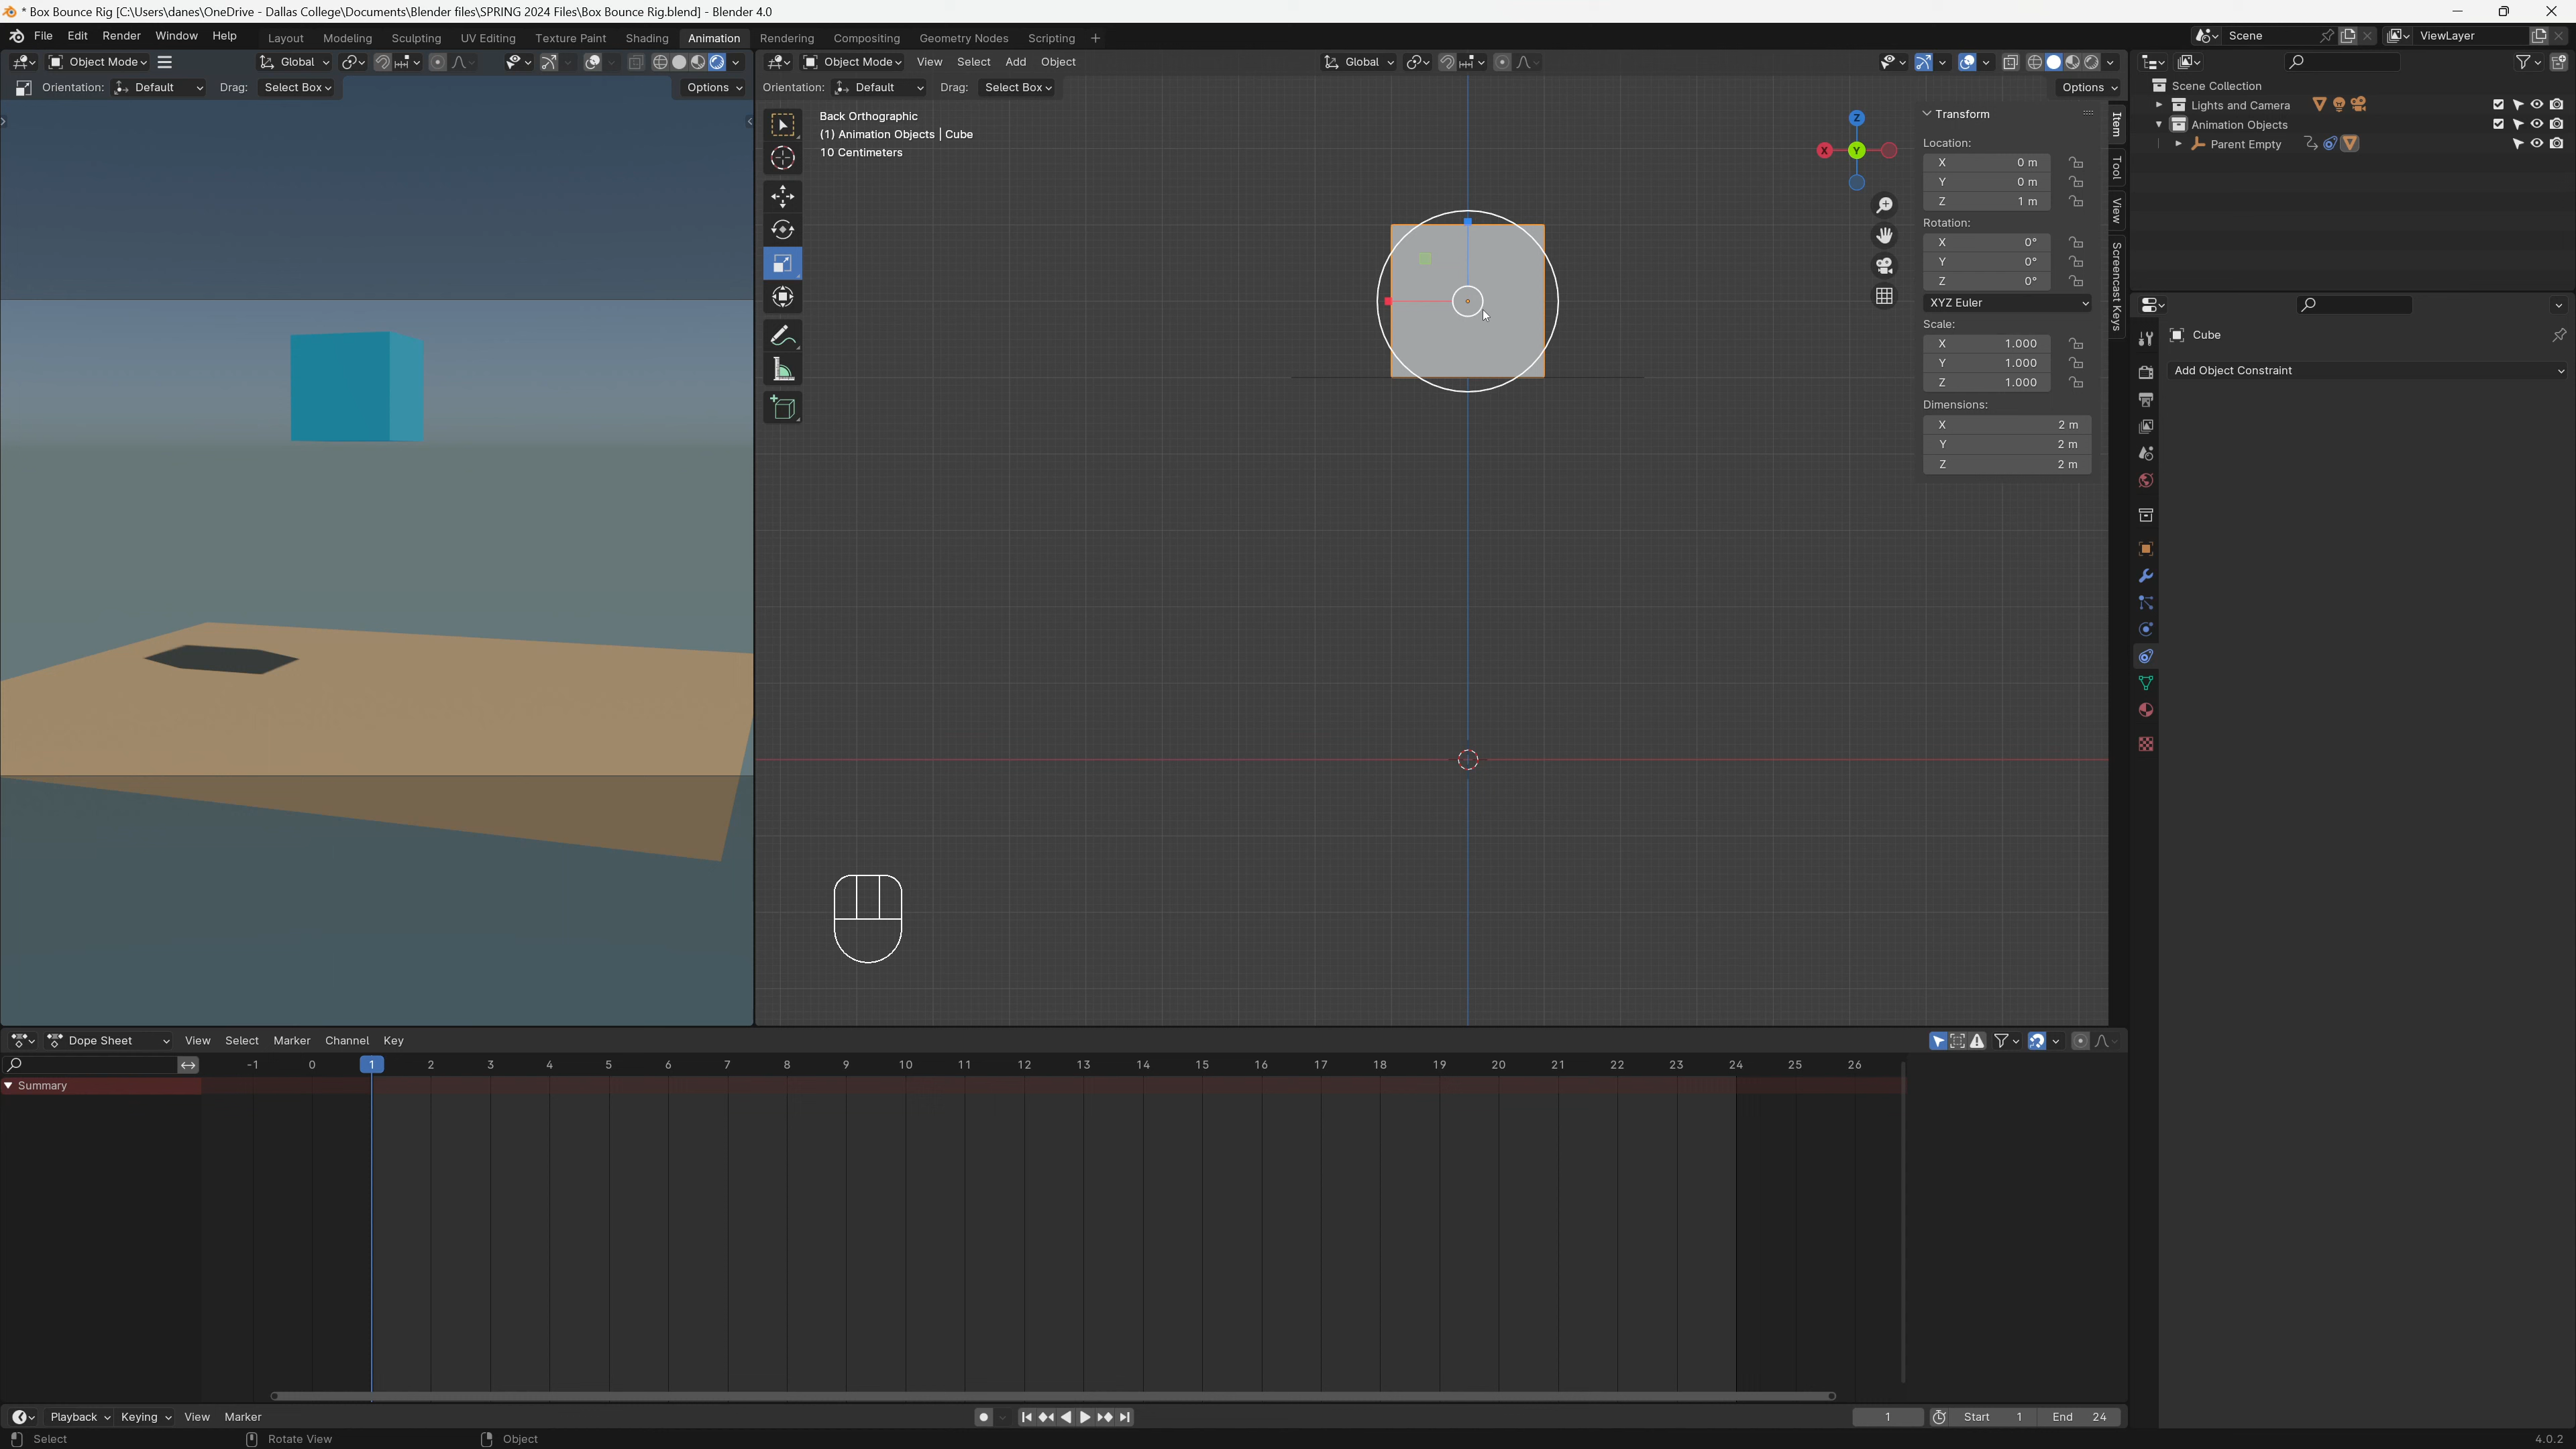 * Box Bounce Rig [C:\Users\danes\OneDrive - Dallas College\Documents\Blender files\SPRING 2024 Files\Box Bounce Rig.blend] - Blender 4.0
File Edit Render Window Help Layout Modeling Sculpting UV Editing Texture Paint Shading Animation Rendering Compositing Geometry Nodes Scripting + Scene ViewLayer
Object Mode Global
Object Mode View Select Add Object Global
Orientation: Default Drag: Select Box Options
Orientation: Default Drag: Select Box Options
Back Orthographic
(1) Animation Objects | Cube
10 Centimeters
Z
X
Y
Transform
Location:
X 0 m
Y 0 m
Z 1 m
Rotation:
X 0°
Y 0°
Z 0°
XYZ Euler
Scale:
X 1.000
Y 1.000
Z 1.000
Dimensions:
X 2 m
Y 2 m
Z 2 m
Item
Tool
View
Screencast Keys
Scene Collection
Lights and Camera
Animation Objects
Parent Empty
Cube
Add Object Constraint
Dope Sheet View Select Marker Channel Key
-1 0 1 2 3 4 5 6 7 8 9 10 11 12 13 14 15 16 17 18 19 20 21 22 23 24 25 26
Summary
Playback Keying View Marker 1 Start 1 End 24
Select Rotate View Object 4.0.2